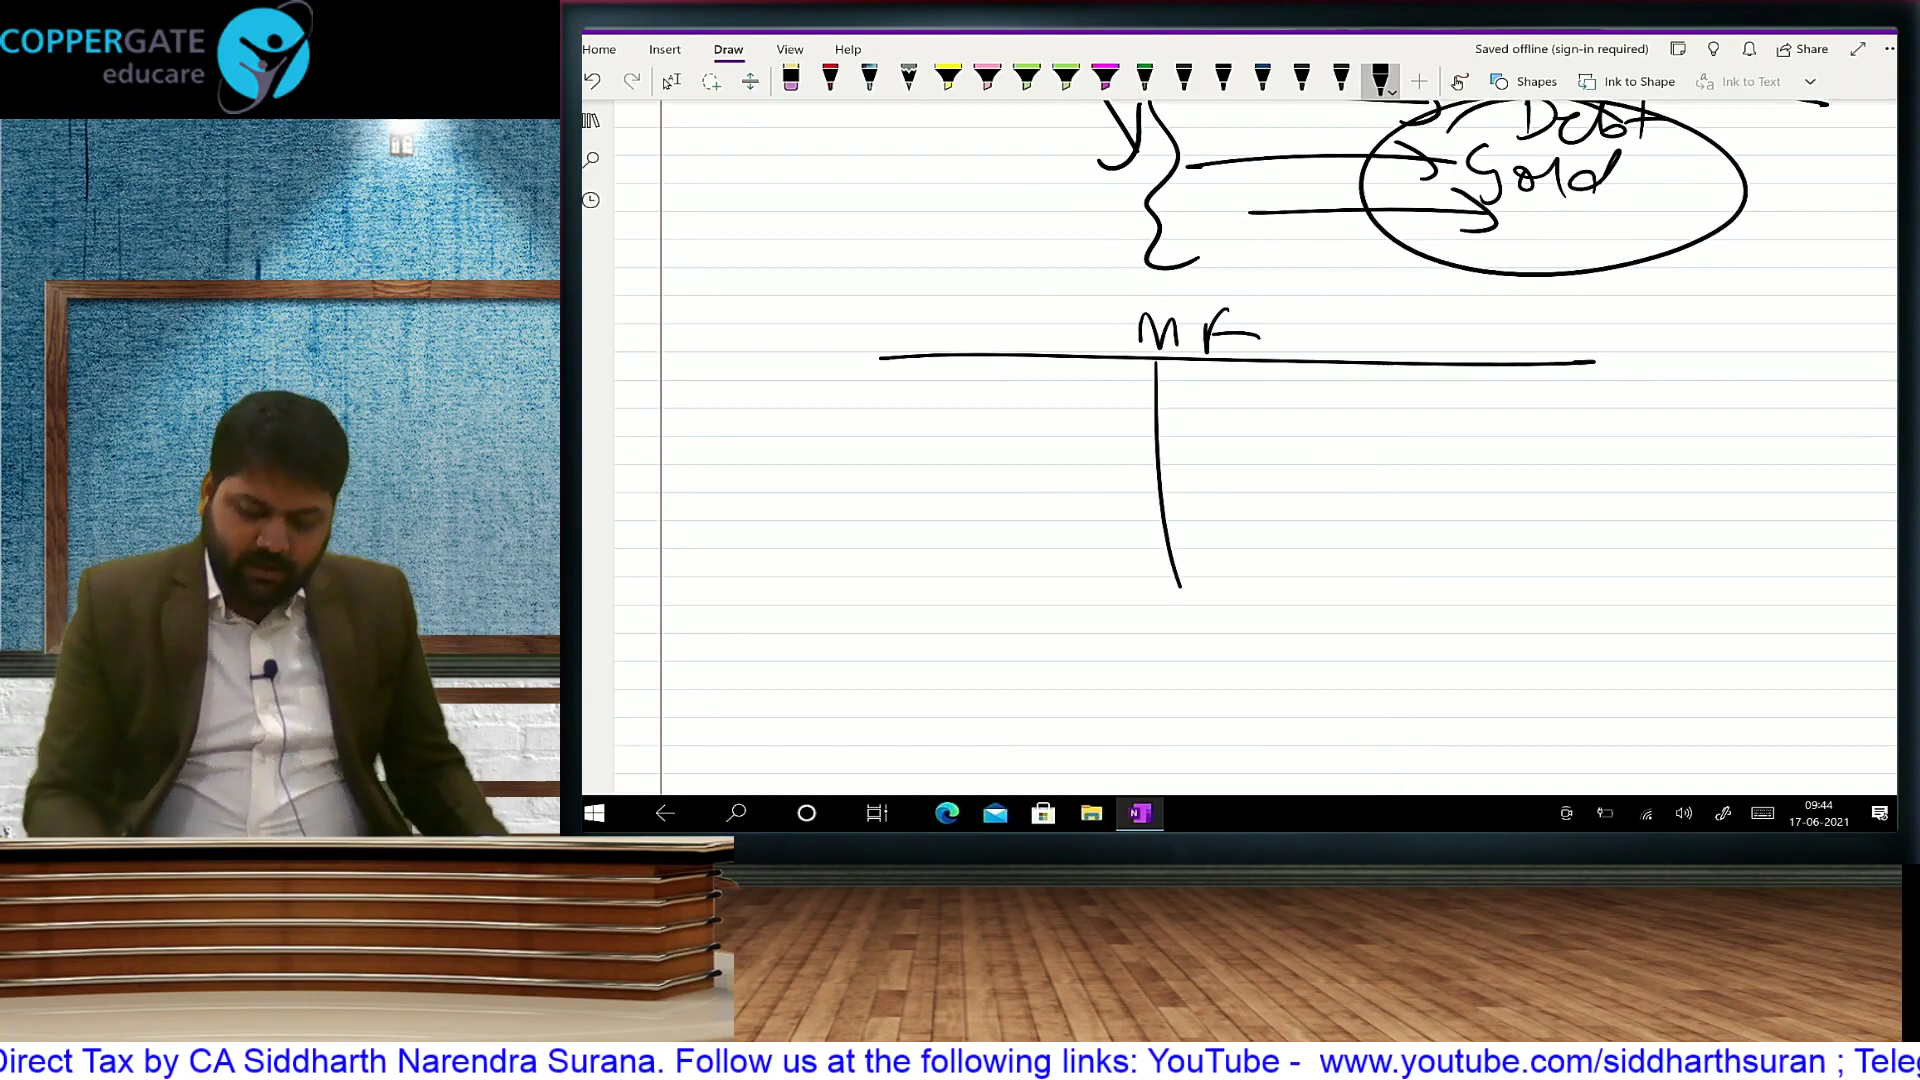 COPPERGATE
educare
Home Insert Draw View Help
Saved offline (sign-in required) Share
Shapes Ink to Shape Ink to Text
Debt
Gold
M F
09:44
17-06-2021
Direct Tax by CA Siddharth Narendra Surana. Follow us at the following links: YouTube - www.youtube.com/siddharthsuran ; Teleg